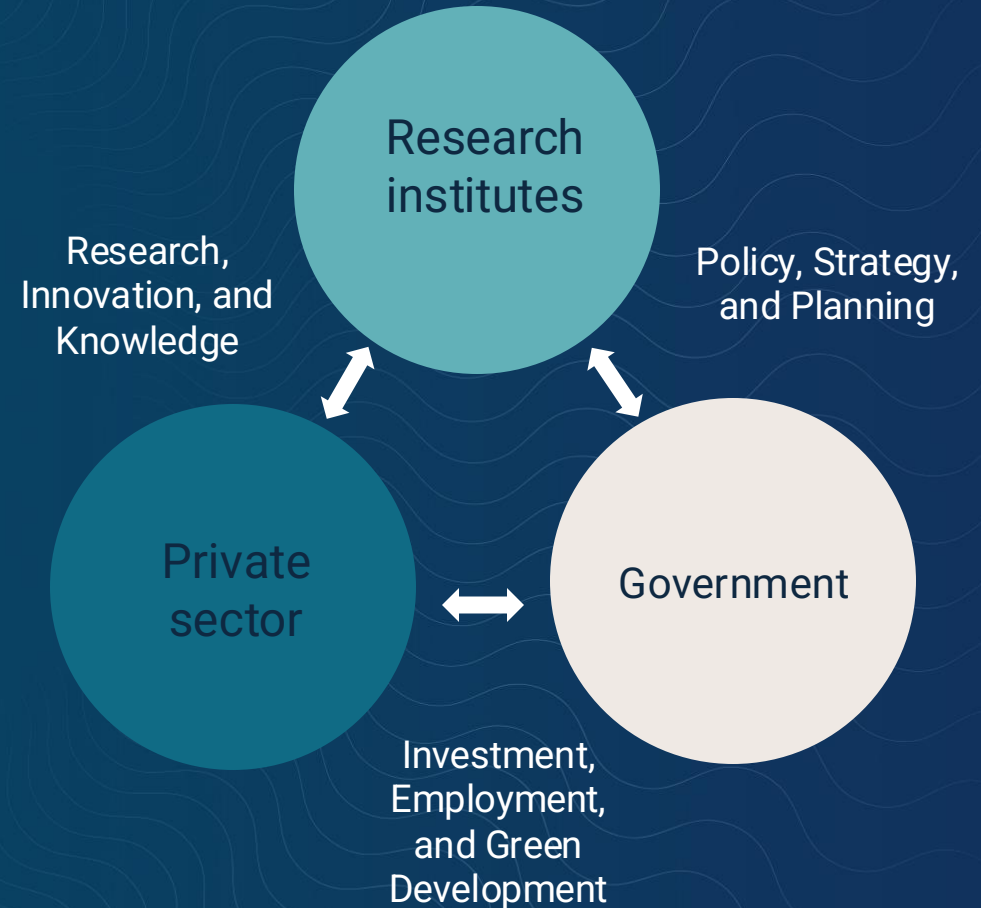 Research
institutes
Research,
Innovation, and
Knowledge
Policy, Strategy,
and Planning
Private
sector
Government
Investment,
Employment,
and Green
Development